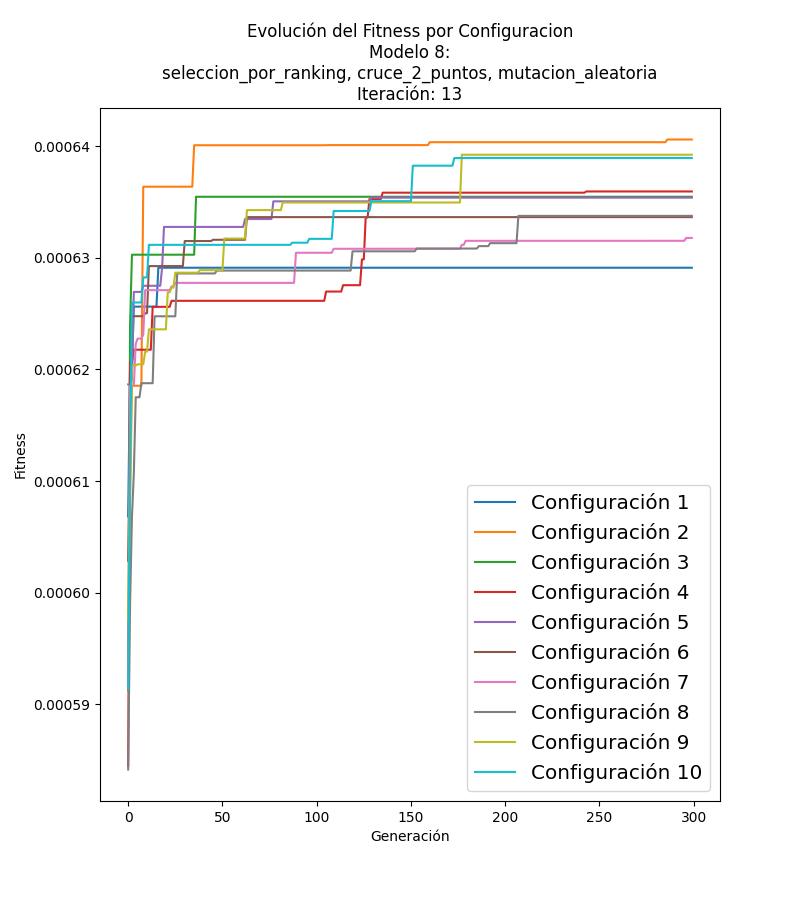 Evolución del Fitness por Configuracion
Modelo 8:
seleccion_por_ranking, cruce_2_puntos, mutacion_aleatoria
Iteración: 13
0.00064
0.00063
0.00062
0.00061
0.00060
0.00059
Fitness
0
50
100
150
200
250
300
Generación
Configuración 1
Configuración 2
Configuración 3
Configuración 4
Configuración 5
Configuración 6
Configuración 7
Configuración 8
Configuración 9
Configuración 10